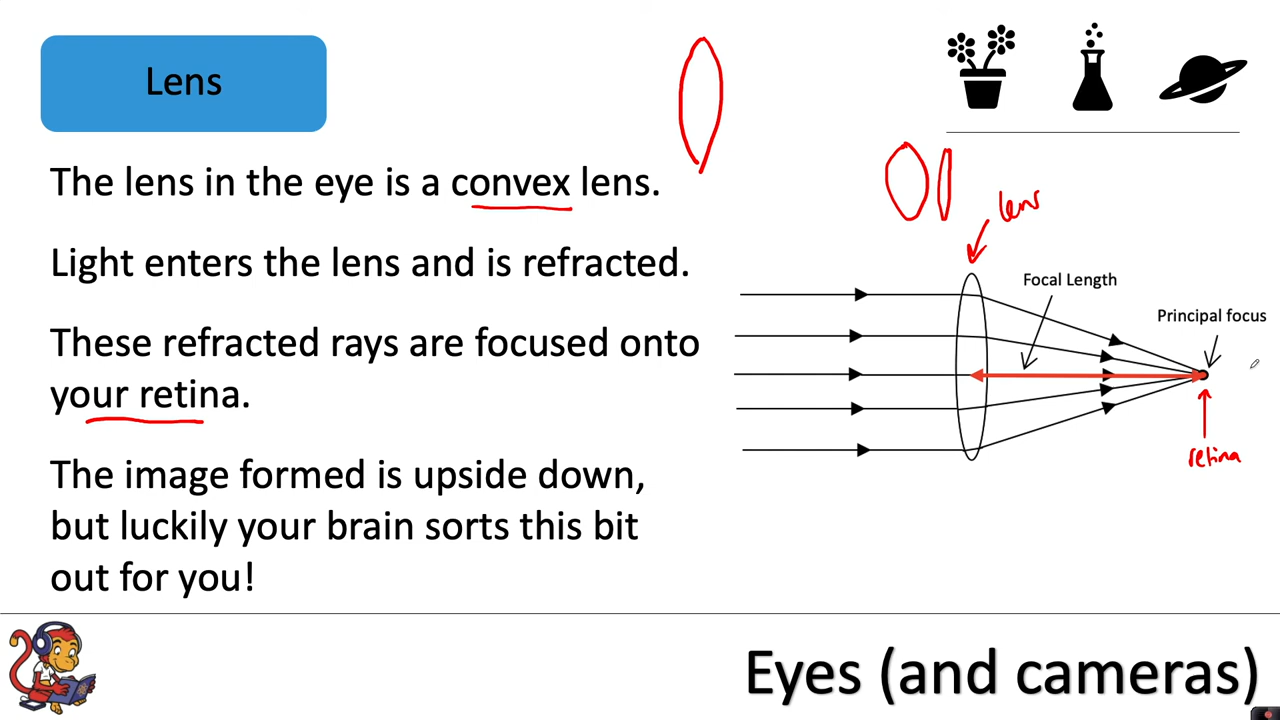 Lens
The lens in the eye is a convex lens.
Light enters the lens and is refracted.
These refracted rays are focused onto
your retina.
The image formed is upside down,
but luckily your brain sorts this bit
out for you!
lens
Focal Length
Principal focus
retina
Eyes (and cameras)